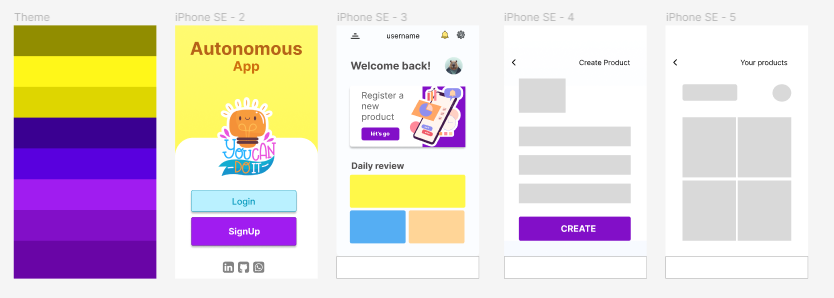 Theme
iPhone SE - 2
iPhone SE - 3
iPhone SE - 4
iPhone SE - 5
Autonomous
App
YOU CAN
DO IT
Login
SignUp
username
Welcome back!
Register a
new
product
let's go
Daily review
Create Product
CREATE
Your products